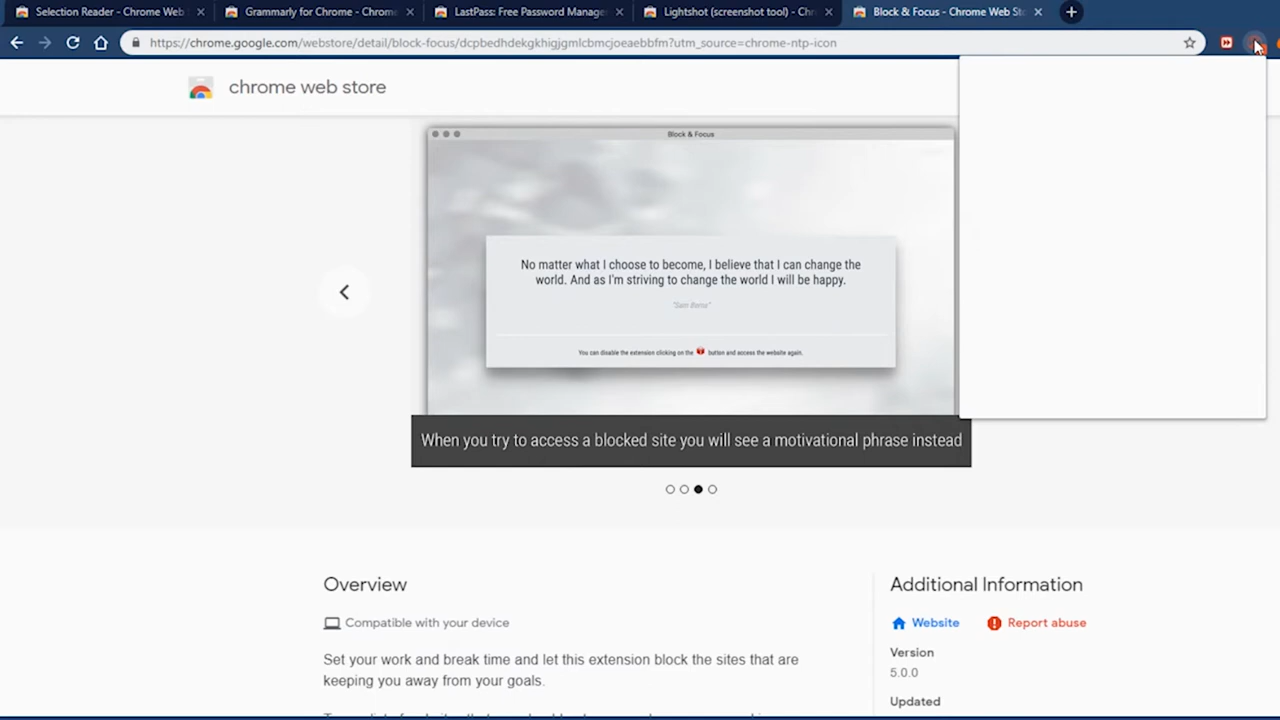 Selection Reader - Chrome Web
Grammarly for Chrome - Chrome
LastPass: Free Password Manage
Lightshot (screenshot tool) - Chr
Block & Focus - Chrome Web Sto
https://chrome.google.com/webstore/detail/block-focus/dcpbedhdekgkhigjgmlcbmcjoeaebbfm?utm_source=chrome-ntp-icon
chrome web store
Block & Focus
No matter what I choose to become, I believe that I can change the
world. And as I'm striving to change the world I will be happy.
You can disable the extension clicking on the button and access the website again.
When you try to access a blocked site you will see a motivational phrase instead
Overview
Compatible with your device
Set your work and break time and let this extension block the sites that are
keeping you away from your goals.
Additional Information
Website
Report abuse
Version
5.0.0
Updated